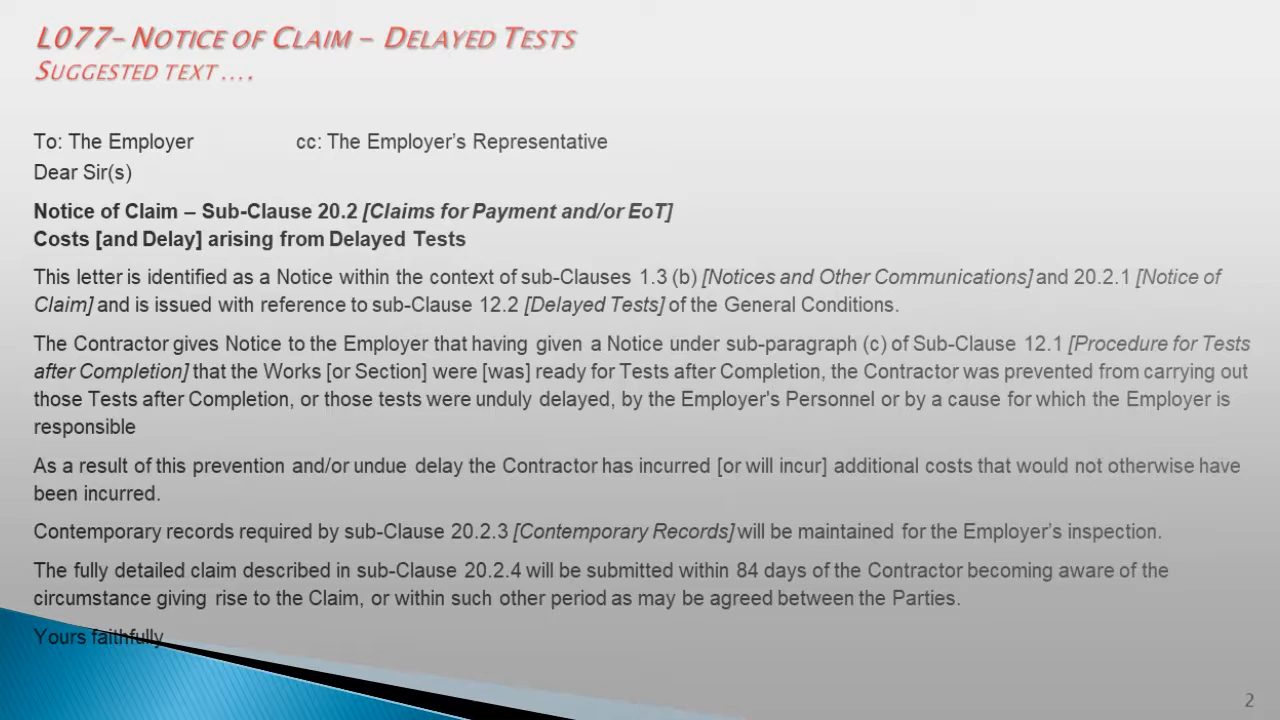 L077– NOTICE OF CLAIM – DELAYED TESTS
SUGGESTED TEXT ....
To: The Employer cc: The Employer’s Representative
Dear Sir(s)
Notice of Claim – Sub-Clause 20.2 [Claims for Payment and/or EoT]
Costs [and Delay] arising from Delayed Tests
This letter is identified as a Notice within the context of sub-Clauses 1.3 (b) [Notices and Other Communications] and 20.2.1 [Notice of
Claim] and is issued with reference to sub-Clause 12.2 [Delayed Tests] of the General Conditions.
The Contractor gives Notice to the Employer that having given a Notice under sub-paragraph (c) of Sub-Clause 12.1 [Procedure for Tests
after Completion] that the Works [or Section] were [was] ready for Tests after Completion, the Contractor was prevented from carrying out
those Tests after Completion, or those tests were unduly delayed, by the Employer's Personnel or by a cause for which the Employer is
responsible
As a result of this prevention and/or undue delay the Contractor has incurred [or will incur] additional costs that would not otherwise have
been incurred.
Contemporary records required by sub-Clause 20.2.3 [Contemporary Records] will be maintained for the Employer’s inspection.
The fully detailed claim described in sub-Clause 20.2.4 will be submitted within 84 days of the Contractor becoming aware of the
circumstance giving rise to the Claim, or within such other period as may be agreed between the Parties.
Yours faithfully
2